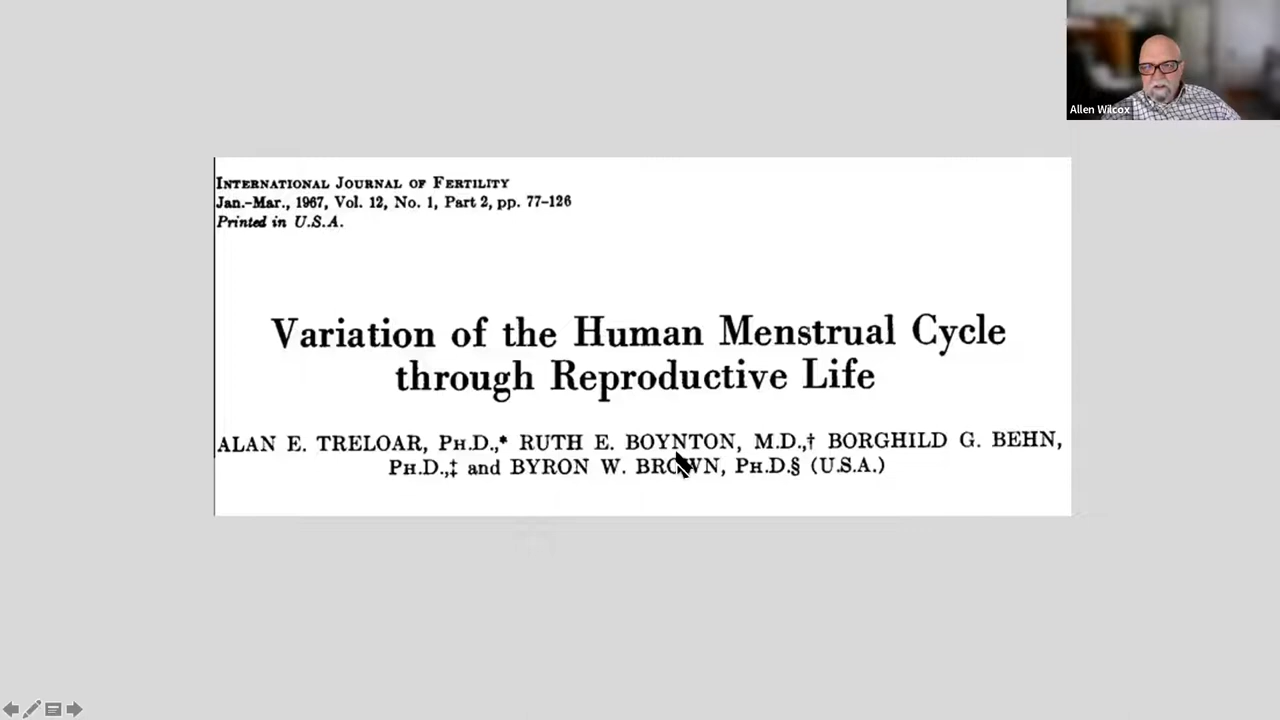 Allen Wilcox
International Journal of Fertility
Jan.-Mar., 1967, Vol. 12, No. 1, Part 2, pp. 77–126
Printed in U.S.A.
Variation of the Human Menstrual Cycle
through Reproductive Life
ALAN E. TRELOAR, Ph.D.,* RUTH E. BOYNTON, M.D.,† BORGHILD G. BEHN,
Ph.D.,‡ and BYRON W. BROWN, Ph.D.§ (U.S.A.)